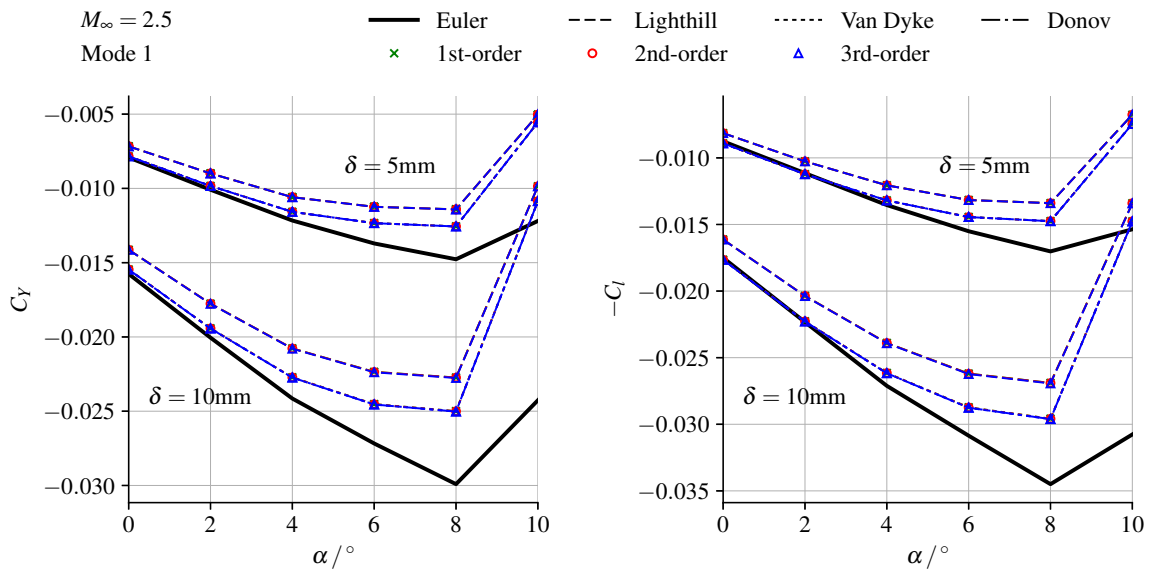 M∞ = 2.5
Euler
Lighthill
Van Dyke
Donov
Mode 1
1st-order
2nd-order
3rd-order
−0.005
−0.010
−0.015
−0.020
−0.025
−0.030
C_Y
δ = 5mm
δ = 10mm
0 2 4 6 8 10
α/°
−0.010
−0.015
−0.020
−0.025
−0.030
−0.035
−C_l
δ = 5mm
δ = 10mm
0 2 4 6 8 10
α/°